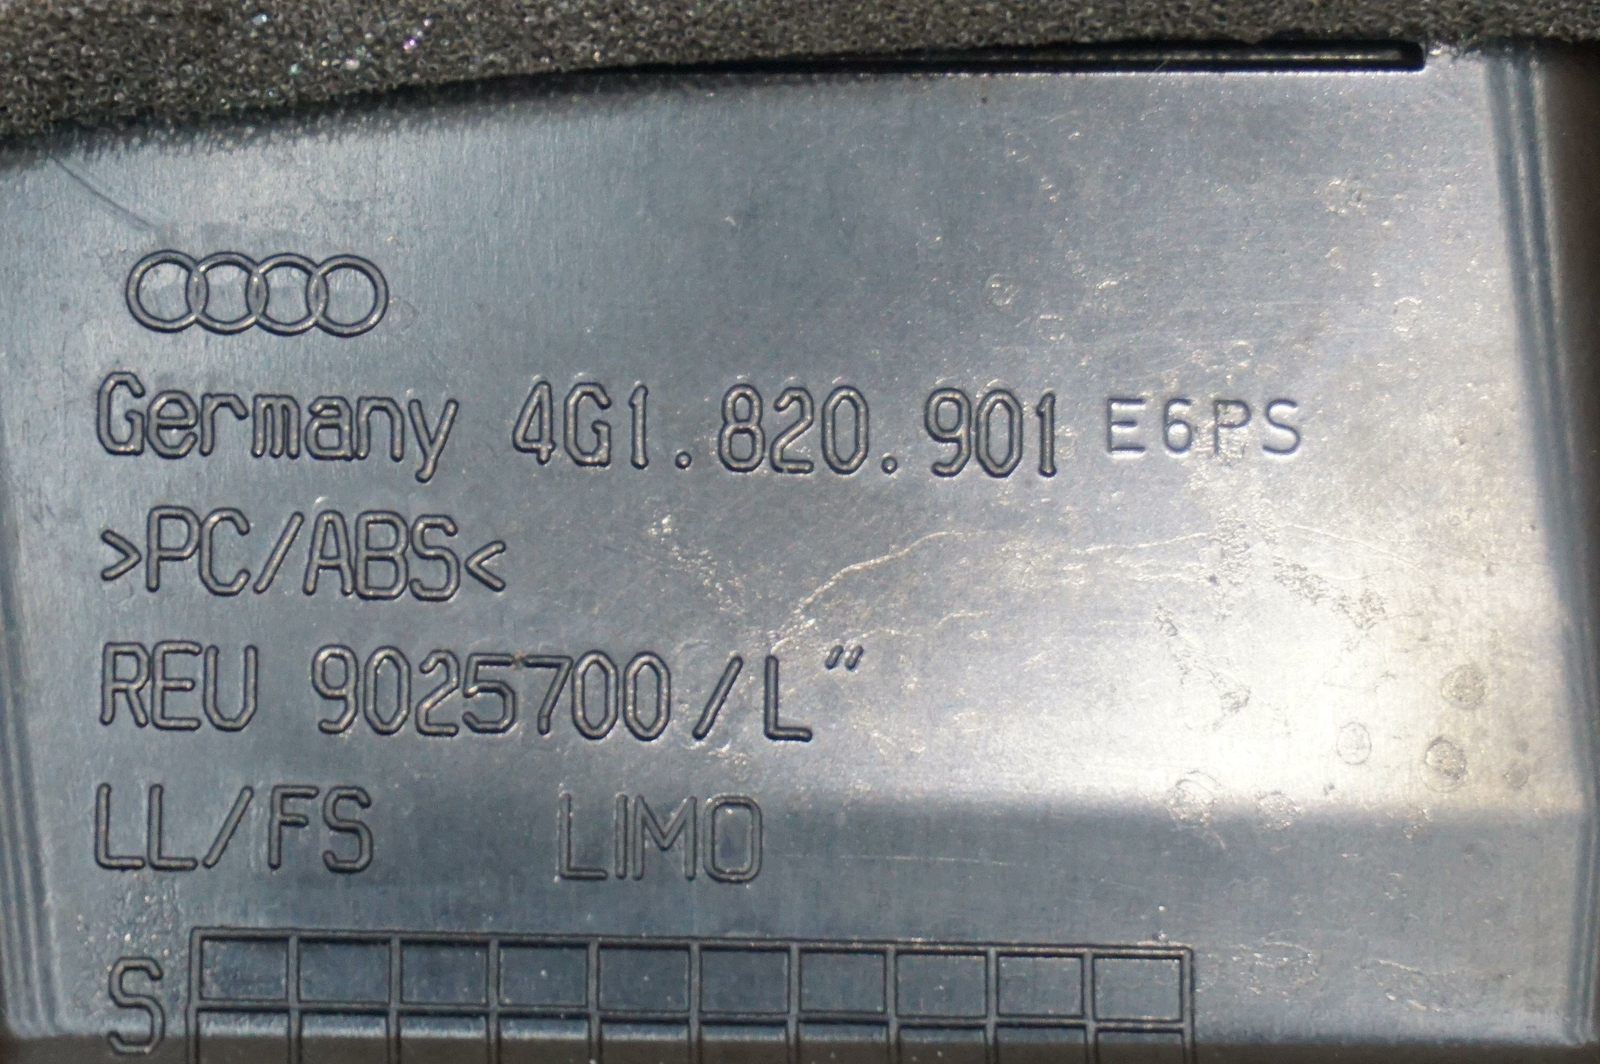 Germany 4G1.820.901 E6PS
>PC/ABS<
REU 9025700/L"
LL/FS LIMO
S